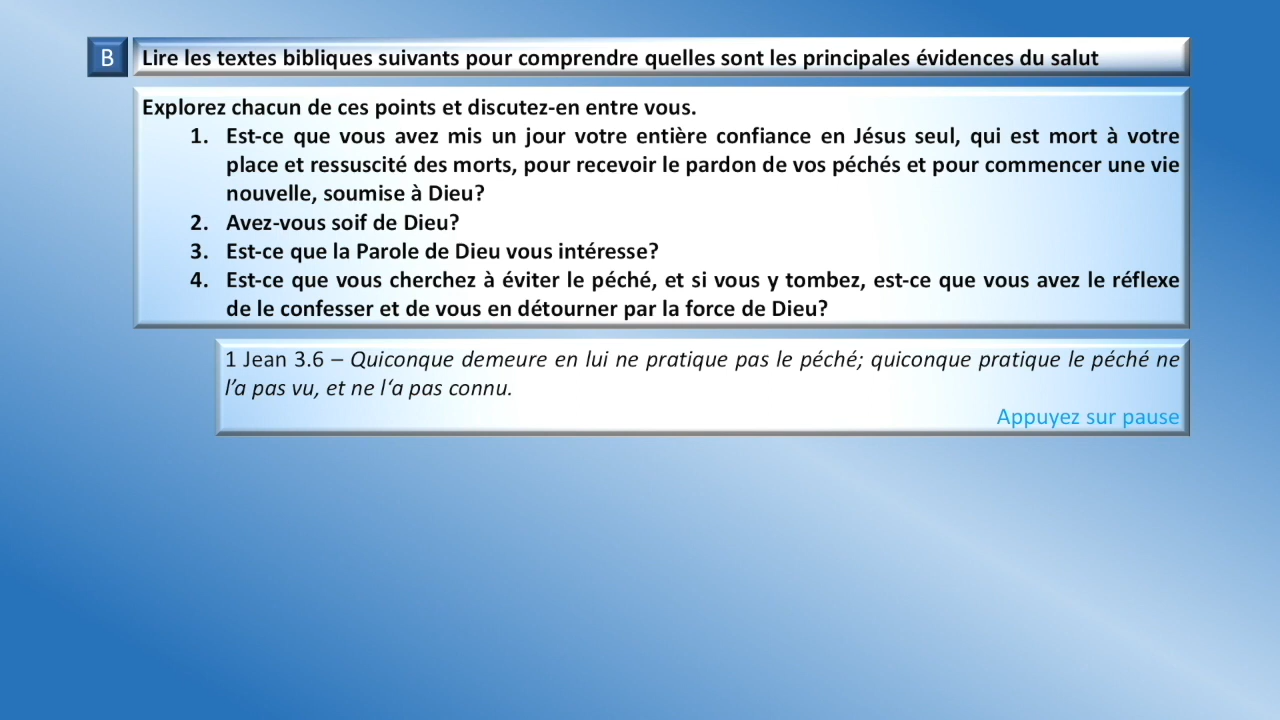 B
Lire les textes bibliques suivants pour comprendre quelles sont les principales évidences du salut
Explorez chacun de ces points et discutez-en entre vous.
1. Est-ce que vous avez mis un jour votre entière confiance en Jésus seul, qui est mort à votre
place et ressuscité des morts, pour recevoir le pardon de vos péchés et pour commencer une vie
nouvelle, soumise à Dieu?
2. Avez-vous soif de Dieu?
3. Est-ce que la Parole de Dieu vous intéresse?
4. Est-ce que vous cherchez à éviter le péché, et si vous y tombez, est-ce que vous avez le réflexe
de le confesser et de vous en détourner par la force de Dieu?
1 Jean 3.6 – Quiconque demeure en lui ne pratique pas le péché; quiconque pratique le péché ne
l’a pas vu, et ne l‘a pas connu.
Appuyez sur pause